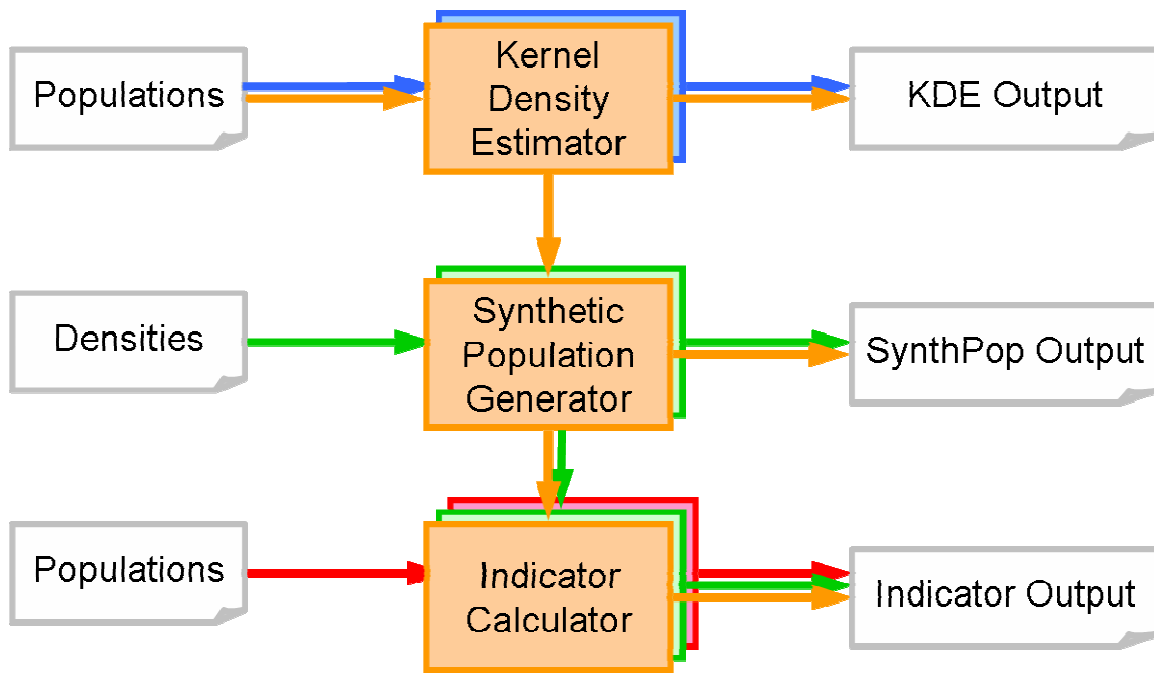 Populations
Kernel
Density
Estimator
KDE Output
Densities
Synthetic
Population
Generator
SynthPop Output
Populations
Indicator
Calculator
Indicator Output